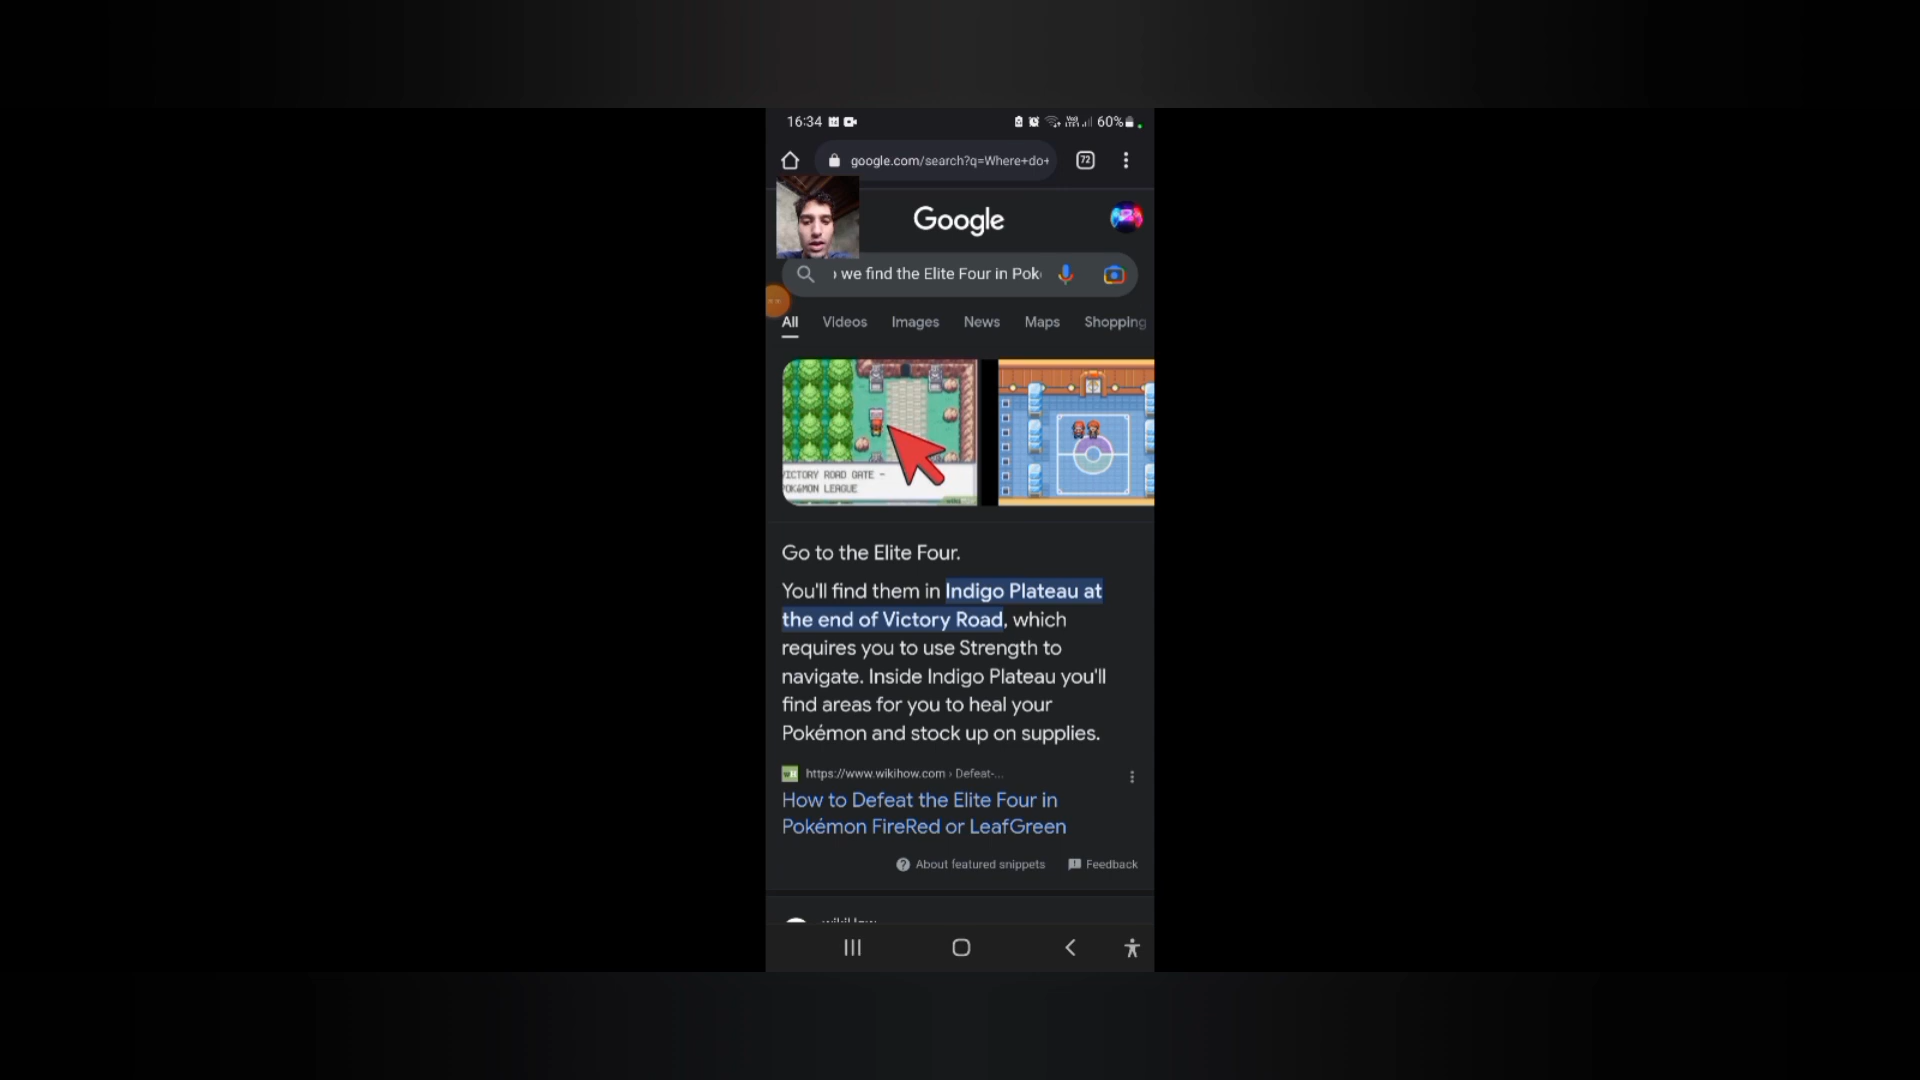 16:34
60%
google.com/search?q=Where+do+
72
Google
we find the Elite Four in Pok
All Videos Images News Maps Shopping
VICTORY ROAD GATE -
POKéMON LEAGUE
Go to the Elite Four.
You'll find them in Indigo Plateau at
the end of Victory Road, which
requires you to use Strength to
navigate. Inside Indigo Plateau you'll
find areas for you to heal your
Pokémon and stock up on supplies.
https://www.wikihow.com › Defeat-...
How to Defeat the Elite Four in
Pokémon FireRed or LeafGreen
About featured snippets Feedback
wikiHow